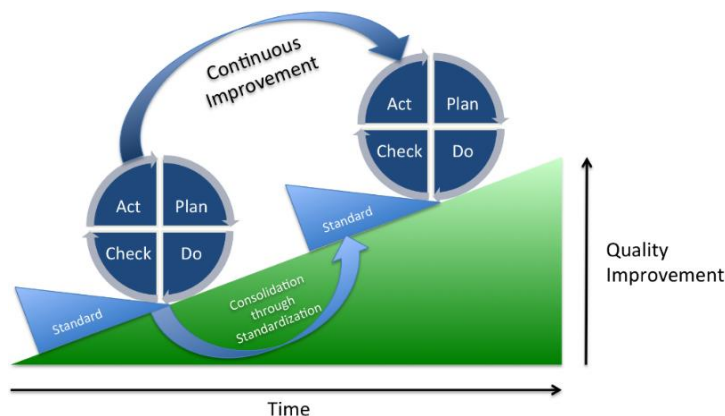 Continuous
Improvement
Act
Plan
Check
Do
Act
Plan
Check
Do
Standard
Standard
Consolidation
through
Standardization
Quality
Improvement
Time